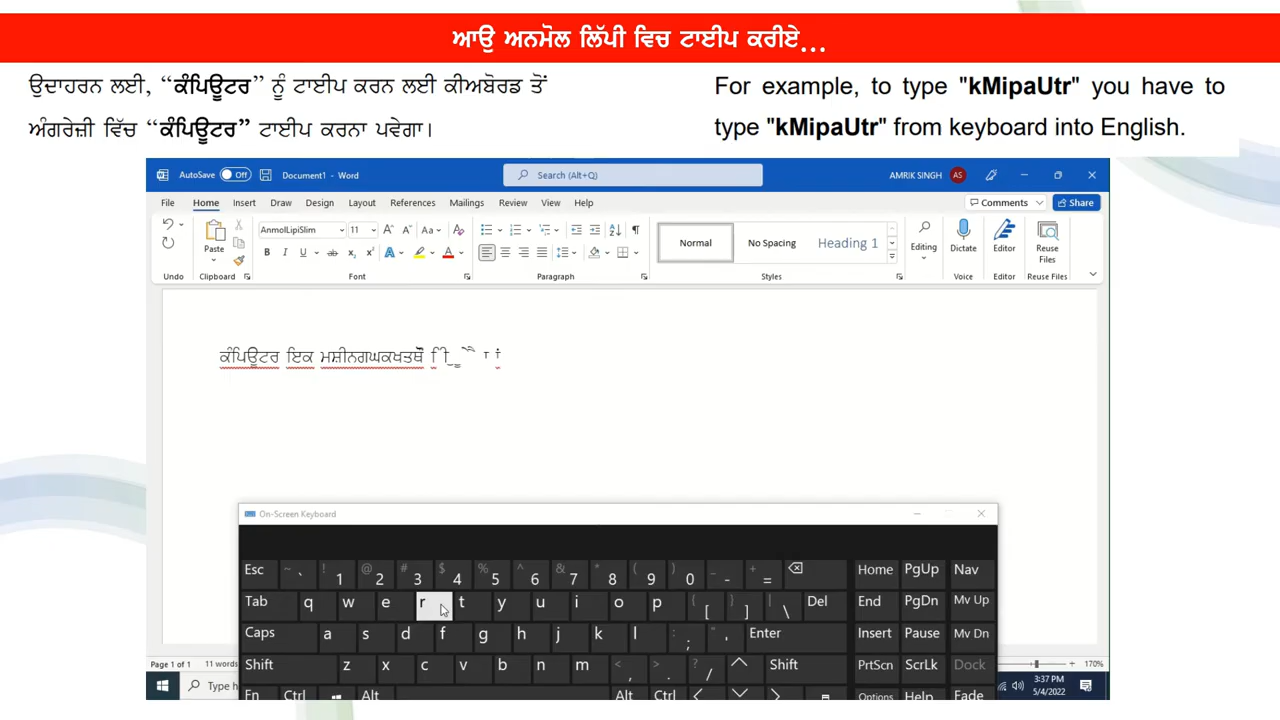 ਆਉ ਅਨਮੋਲ ਲਿੱਪੀ ਵਿਚ ਟਾਈਪ ਕਰੀਏ...
ਉਦਾਹਰਨ ਲਈ, “ਕੰਪਿਊਟਰ” ਨੂੰ ਟਾਈਪ ਕਰਨ ਲਈ ਕੀਅਬੋਰਡ ਤੋਂ
ਅੰਗਰੇਜ਼ੀ ਵਿੱਚ “ਕੰਪਿਊਟਰ” ਟਾਈਪ ਕਰਨਾ ਪਵੇਗਾ।
For example, to type "kMipaUtr" you have to
type "kMipaUtr" from keyboard into English.
AutoSave Off Document1 - Word Search (Alt+Q) AMRIK SINGH AS
File Home Insert Draw Design Layout References Mailings Review View Help Comments Share
AnmolLipiSlim 11 Aa
Paste Normal No Spacing Heading 1 Editing Dictate Editor Reuse Files
B I U ab x₂ x² A A
Undo Clipboard Font Paragraph Styles Voice Editor Reuse Files
ਕੰਪਿਊਟਰ ਇਕ ਮਸ਼ੀਨਗਘਕਖਤਥੌ
On-Screen Keyboard
Esc ~ ` ! 1 @ 2 # 3 $ 4 % 5 ^ 6 & 7 * 8 ( 9 ) 0 _ - + = Home PgUp Nav
Tab q w e r t y u i o p { [ } ] | \ Del End PgDn Mv Up
Caps a s d f g h j k l : ; " ' Enter Insert Pause Mv Dn
Shift z x c v b n m < , > . ? / Shift PrtScn ScrLk Dock
Fn Ctrl Alt Alt Ctrl Options Help Fade
Page 1 of 1 11 words 170%
Type h 3:37 PM
5/4/2022